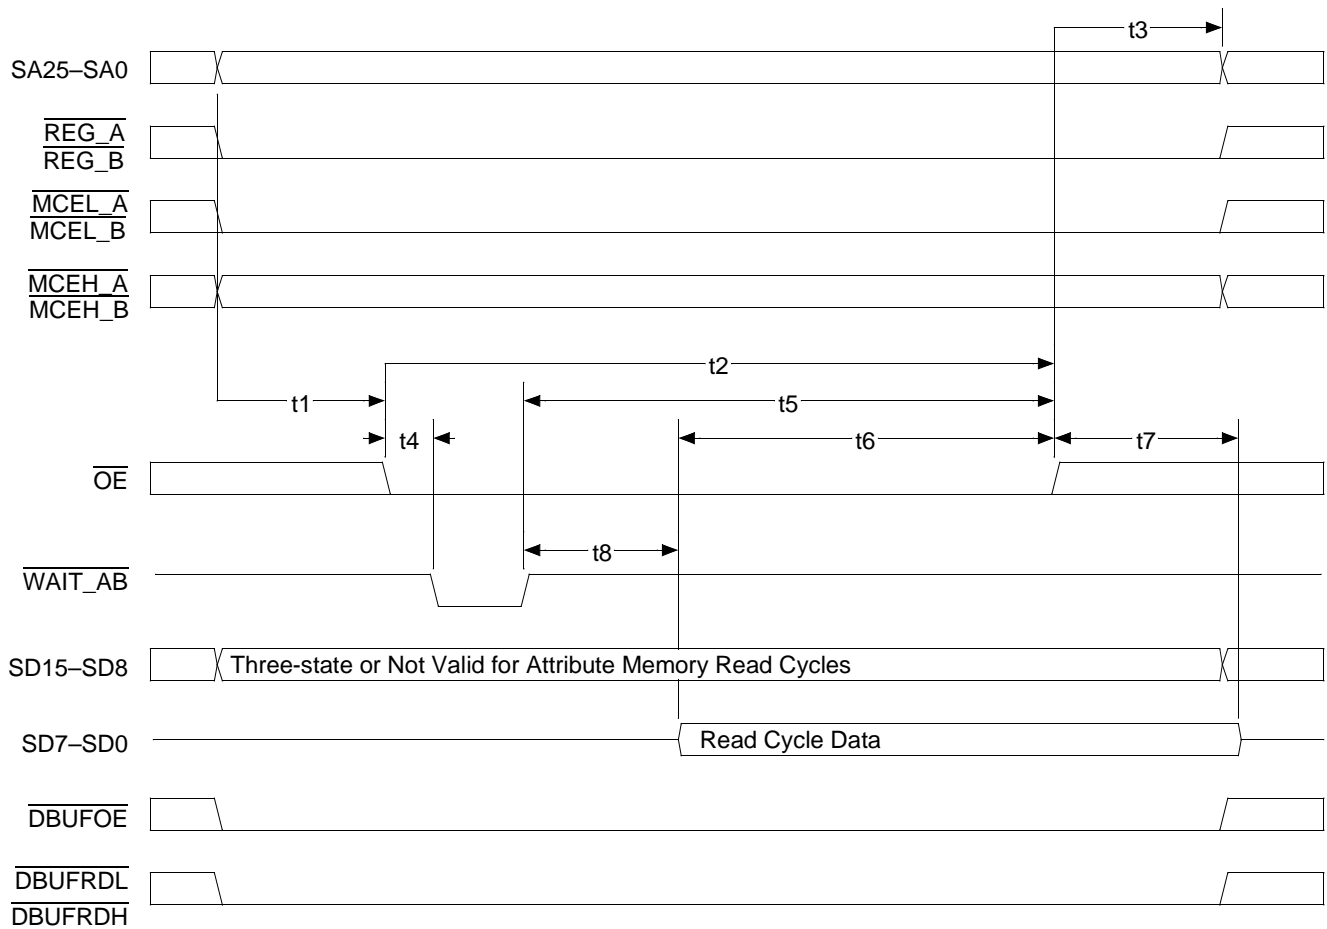 t3
SA25–SA0
REG_A
REG_B
MCEL_A
MCEL_B
MCEH_A
MCEH_B
t2
t1
t5
t4
t6
t7
OE
t8
WAIT_AB
SD15–SD8
Three-state or Not Valid for Attribute Memory Read Cycles
SD7–SD0
Read Cycle Data
DBUFOE
DBUFRDL
DBUFRDH